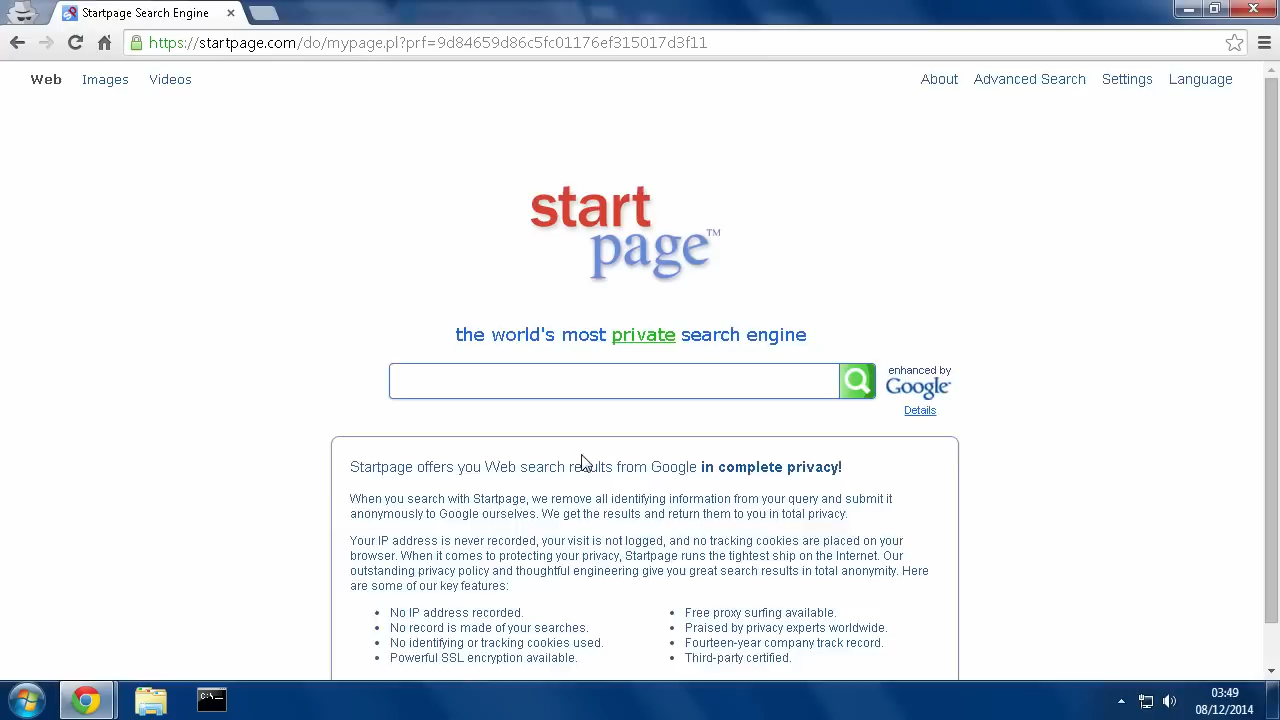 Startpage Search Engine
https://startpage.com/do/mypage.pl?prf=9d84659d86c5fcf0176ef315017d3f11
Web Images Videos
About Advanced Search Settings Language
start
page™
the world's most private search engine
enhanced by
Google
Details
Startpage offers you Web search results from Google in complete privacy!
When you search with Startpage, we remove all identifying information from your query and submit it
anonymously to Google ourselves. We get the results and return them to you in total privacy.
Your IP address is never recorded, your visit is not logged, and no tracking cookies are placed on your
browser. When it comes to protecting your privacy, Startpage runs the tightest ship on the Internet. Our
outstanding privacy policy and thoughtful engineering give you great search results in total anonymity. Here
are some of our key features:
• No IP address recorded.
• No record is made of your searches.
• No identifying or tracking cookies used.
• Powerful SSL encryption available.
• Free proxy surfing available.
• Praised by privacy experts worldwide.
• Fourteen-year company track record.
• Third-party certified.
C:\_
03:49
08/12/2014